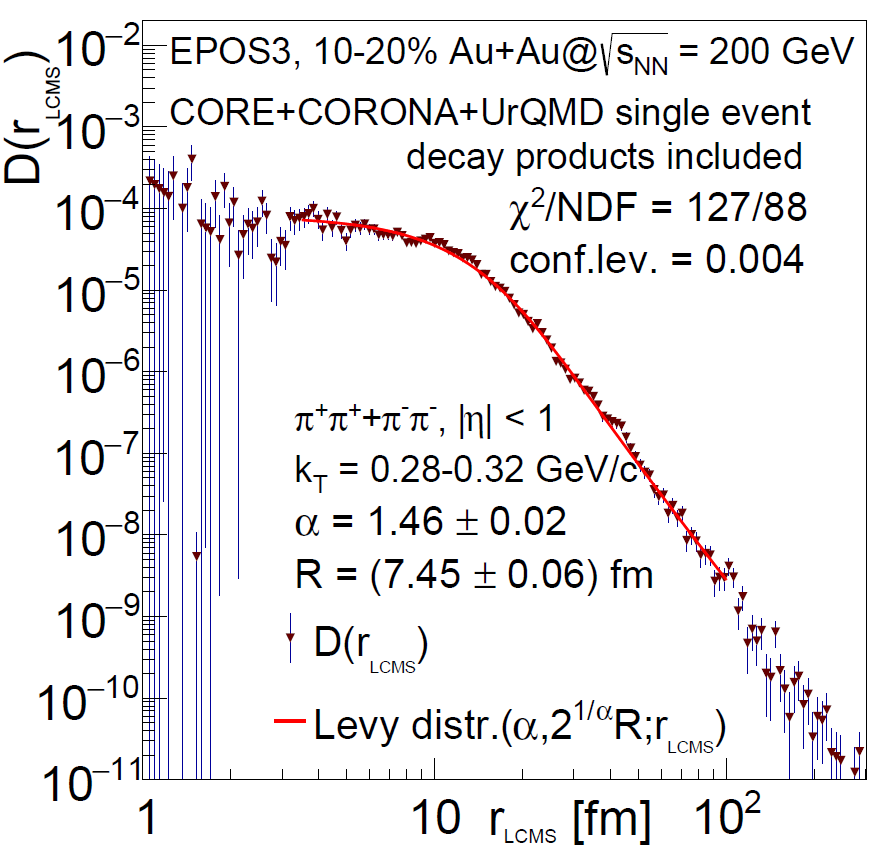 EPOS3, 10-20% Au+Au@√s_NN = 200 GeV
CORE+CORONA+UrQMD single event
decay products included
χ²/NDF = 127/88
conf.lev. = 0.004
π⁺π⁺+π⁻π⁻, |η| < 1
k_T = 0.28-0.32 GeV/c
α = 1.46 ± 0.02
R = (7.45 ± 0.06) fm
D(r_LCMS)
Levy distr.(α,2^{1/α}R;r_LCMS)
D(r_LCMS)
10⁻²
10⁻³
10⁻⁴
10⁻⁵
10⁻⁶
10⁻⁷
10⁻⁸
10⁻⁹
10⁻¹⁰
10⁻¹¹
1 10 r_LCMS [fm] 10²